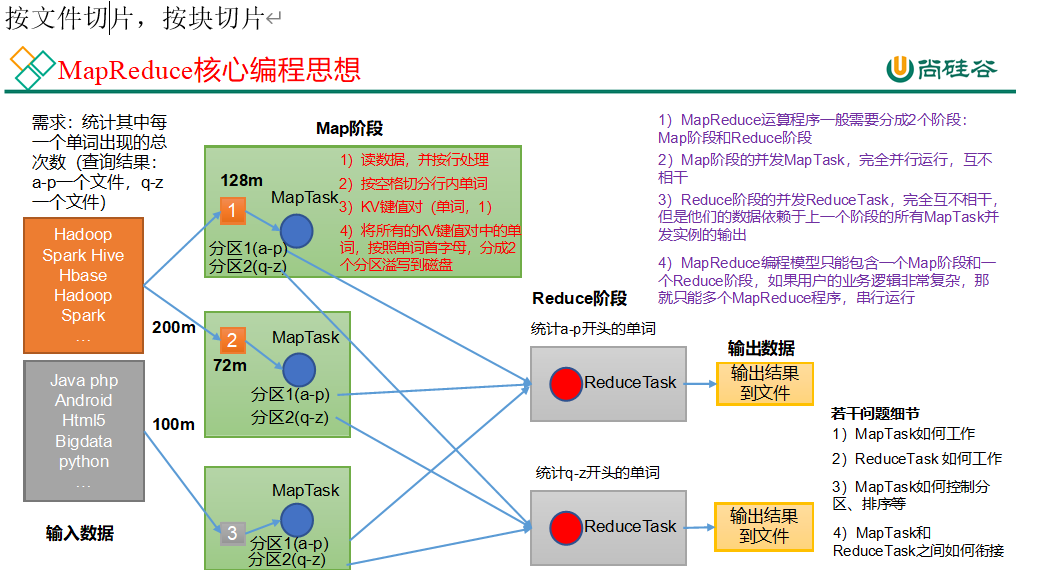 按文件切片，按块切片
MapReduce核心编程思想
尚硅谷
需求：统计其中每
一个单词出现的总
次数（查询结果：
a-p一个文件，q-z
一个文件）
Hadoop
Spark Hive
Hbase
Hadoop
Spark
…
Java php
Android
Html5
Bigdata
python
…
输入数据
200m
100m
Map阶段
128m
1
MapTask
分区1(a-p)
分区2(q-z)
1）读数据，并按行处理
2）按空格切分行内单词
3）KV键值对（单词，1）
4）将所有的KV键值对中的单
词，按照单词首字母，分成2
个分区溢写到磁盘
2
72m
MapTask
分区1(a-p)
分区2(q-z)
3
MapTask
分区1(a-p)
分区2(q-z)
Reduce阶段
统计a-p开头的单词
ReduceTask
统计q-z开头的单词
ReduceTask
输出数据
输出结果
到文件
输出结果
到文件
1）MapReduce运算程序一般需要分成2个阶段：
Map阶段和Reduce阶段
2）Map阶段的并发MapTask，完全并行运行，互不
相干
3）Reduce阶段的并发ReduceTask，完全互不相干，
但是他们的数据依赖于上一个阶段的所有MapTask并
发实例的输出
4）MapReduce编程模型只能包含一个Map阶段和一
个Reduce阶段，如果用户的业务逻辑非常复杂，那
就只能多个MapReduce程序，串行运行
若干问题细节
1）MapTask如何工作
2）ReduceTask 如何工作
3）MapTask如何控制分
区、排序等
4）MapTask和
ReduceTask之间如何衔接